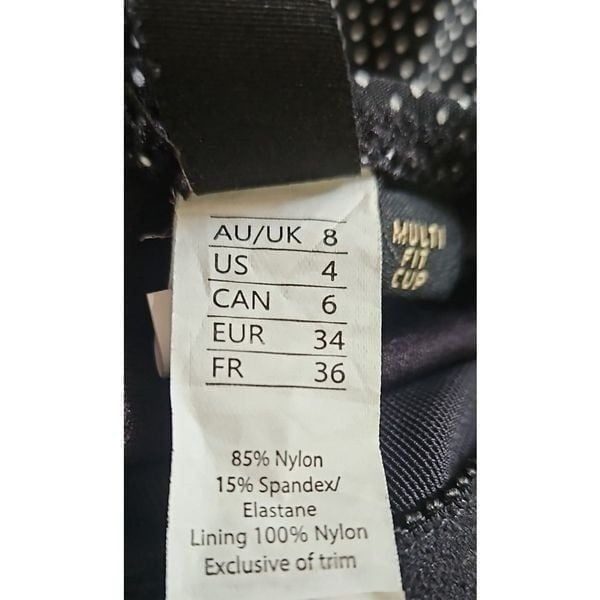 AU/UK 8
US 4
CAN 6
EUR 34
FR 36
85% Nylon
15% Spandex/
Elastane
Lining 100% Nylon
Exclusive of trim
MULTI
FIT
CUP